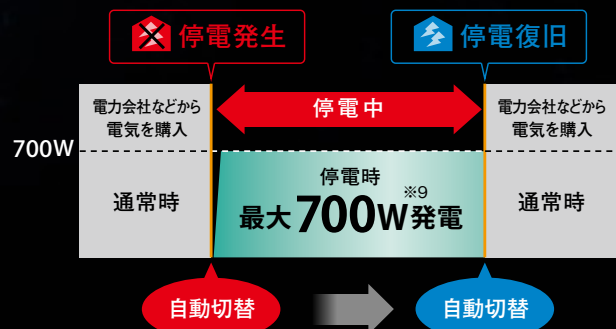 停電発生
停電復旧
電力会社などから
電気を購入
停電中
電力会社などから
電気を購入
700W
通常時
停電時
最大700W※9発電
通常時
自動切替
自動切替